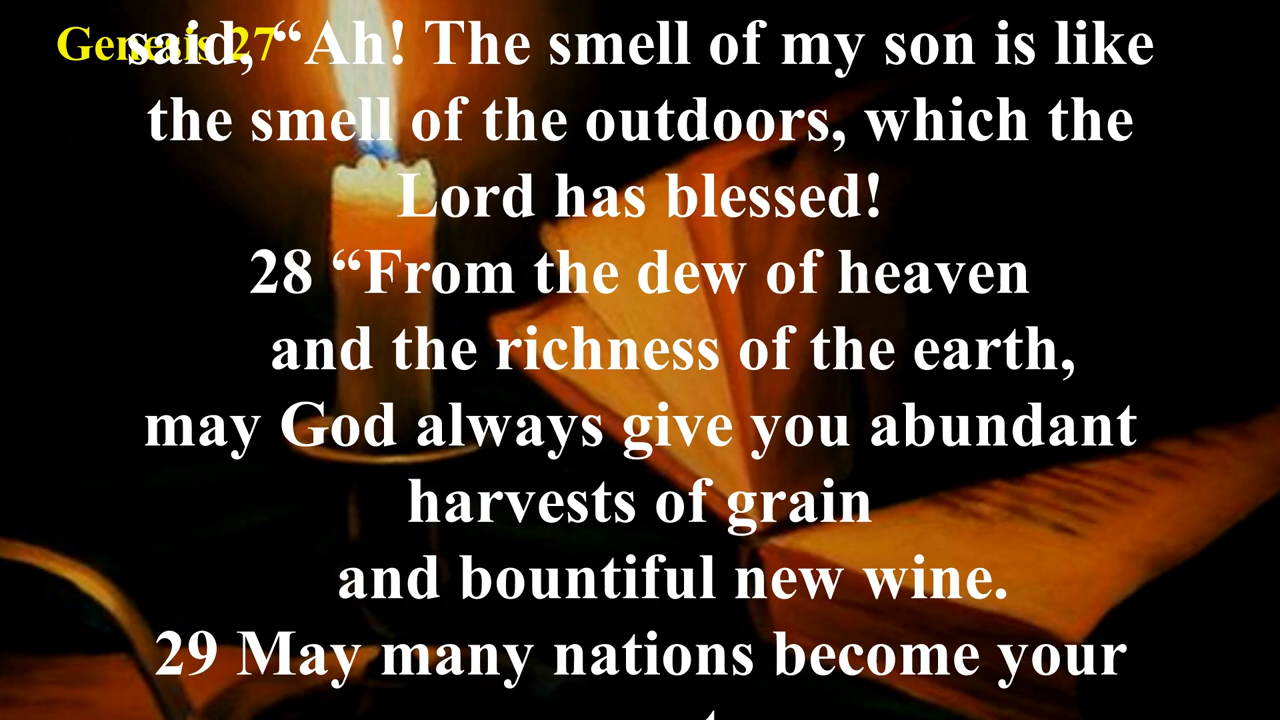 Genesis 27
said, “Ah! The smell of my son is like
the smell of the outdoors, which the
Lord has blessed!
28 “From the dew of heaven
and the richness of the earth,
may God always give you abundant
harvests of grain
and bountiful new wine.
29 May many nations become your